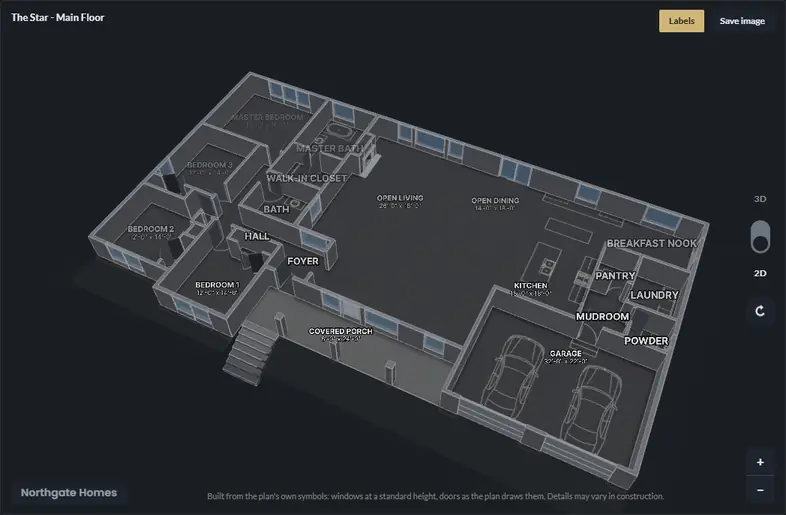 The Star - Main Floor
Labels
Save image
MASTER BEDROOM
MASTER BATH
BEDROOM 3
WALK-IN CLOSET
OPEN LIVING
OPEN DINING
BATH
BEDROOM 2
HALL
BREAKFAST NOOK
FOYER
PANTRY
BEDROOM 1
KITCHEN
LAUNDRY
MUDROOM
COVERED PORCH
POWDER
GARAGE
3D
2D
+
−
Northgate Homes
Built from the plan's own symbols: windows at a standard height, doors as the plan draws them. Details may vary in construction.